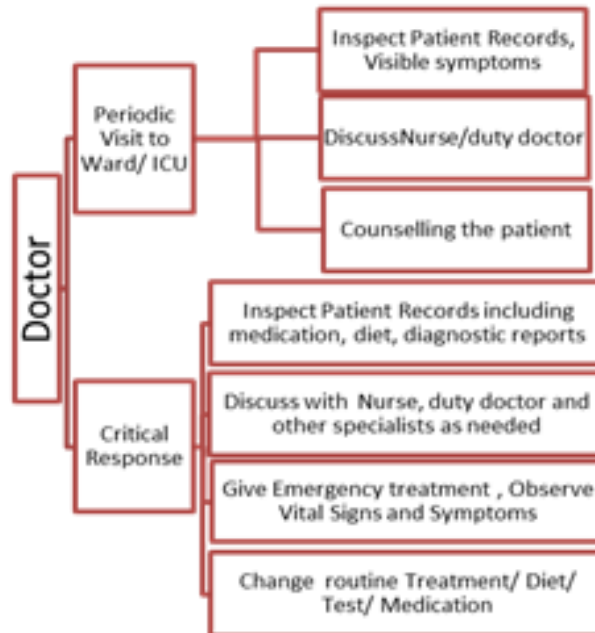 Doctor
Periodic
Visit to
Ward/ ICU
Inspect Patient Records,
Visible symptoms
DiscussNurse/duty doctor
Counselling the patient
Critical
Response
Inspect Patient Records including
medication, diet, diagnostic reports
Discuss with Nurse, duty doctor and
other specialists as needed
Give Emergency treatment , Observe
Vital Signs and Symptoms
Change routine Treatment/ Diet/
Test/ Medication